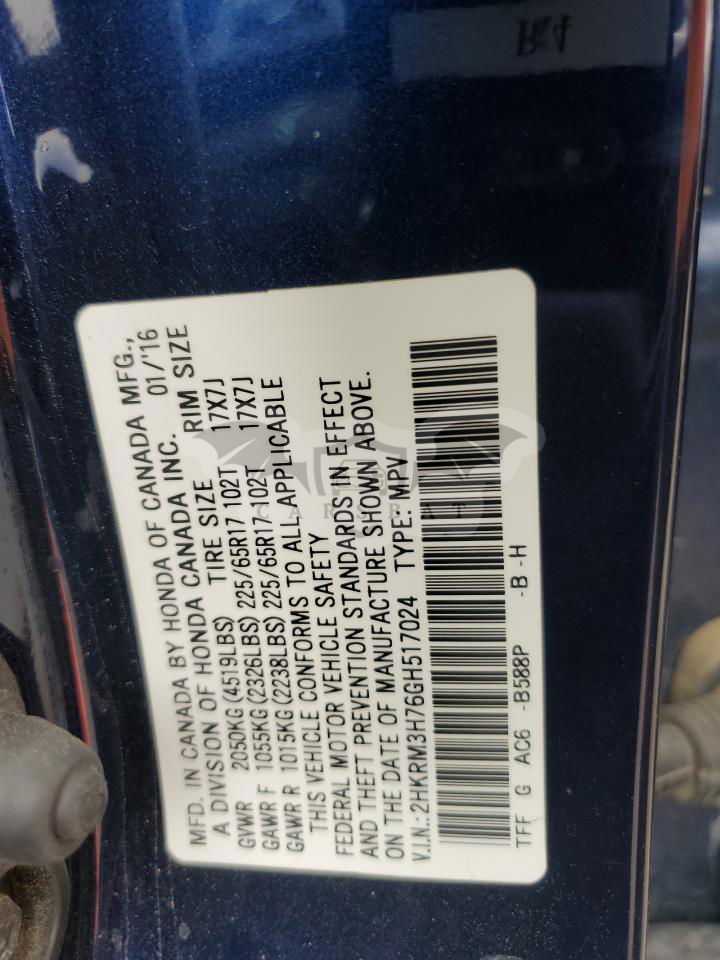 MFD. IN CANADA BY HONDA OF CANADA MFG.,
A DIVISION OF HONDA CANADA INC. 01/'16
TIRE SIZE RIM SIZE
GVWR 2050KG (4519LBS)
GAWR F 1055KG (2326LBS) 225/65R17 102T 17X7J
GAWR R 1015KG (2238LBS) 225/65R17 102T 17X7J
THIS VEHICLE CONFORMS TO ALL APPLICABLE
FEDERAL MOTOR VEHICLE SAFETY
AND THEFT PREVENTION STANDARDS IN EFFECT
ON THE DATE OF MANUFACTURE SHOWN ABOVE.
V.I.N.:2HKRM3H76GH517024 TYPE: MPV
TFF G AC6 -B588P -B -H
CARSBAT